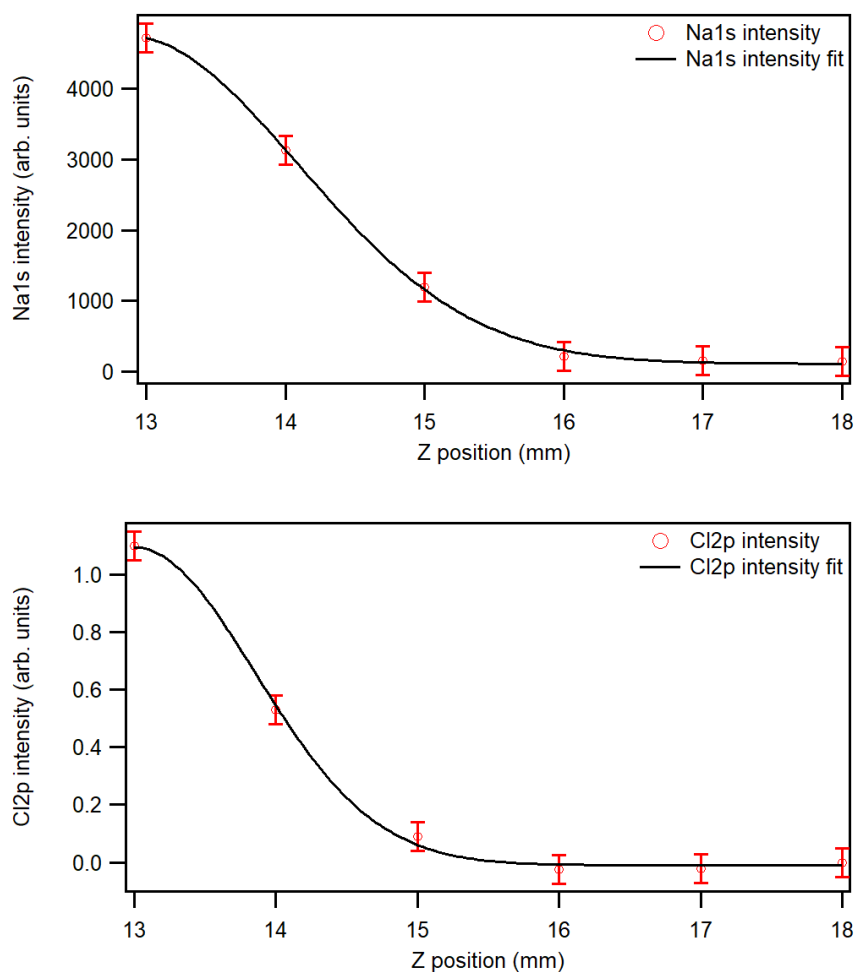 Na1s intensity
Na1s intensity fit
Na1s intensity (arb. units)
4000
3000
2000
1000
0
13 14 15 16 17 18
Z position (mm)
Cl2p intensity
Cl2p intensity fit
Cl2p intensity (arb. units)
1.0
0.8
0.6
0.4
0.2
0.0
13 14 15 16 17 18
Z position (mm)